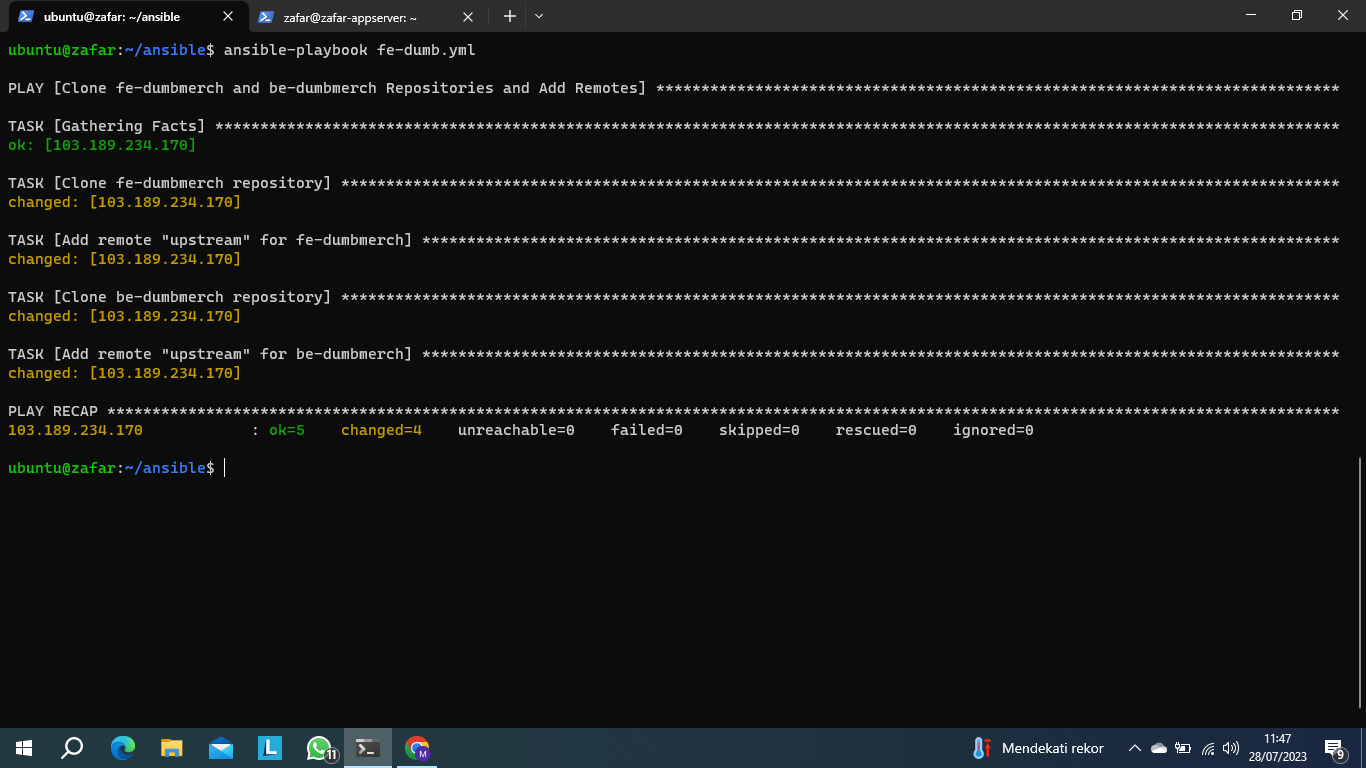 ubuntu@zafar: ~/ansible
zafar@zafar-appserver: ~
ubuntu@zafar:~/ansible$ ansible-playbook fe-dumb.yml
PLAY [Clone fe-dumbmerch and be-dumbmerch Repositories and Add Remotes] ****************************************************************************
TASK [Gathering Facts] *****************************************************************************************************************************
ok: [103.189.234.170]
TASK [Clone fe-dumbmerch repository] ***************************************************************************************************************
changed: [103.189.234.170]
TASK [Add remote "upstream" for fe-dumbmerch] ******************************************************************************************************
changed: [103.189.234.170]
TASK [Clone be-dumbmerch repository] ***************************************************************************************************************
changed: [103.189.234.170]
TASK [Add remote "upstream" for be-dumbmerch] ******************************************************************************************************
changed: [103.189.234.170]
PLAY RECAP *****************************************************************************************************************************************
103.189.234.170            : ok=5    changed=4    unreachable=0    failed=0    skipped=0    rescued=0    ignored=0
ubuntu@zafar:~/ansible$
L
11
M
Mendekati rekor
11:47
28/07/2023
9